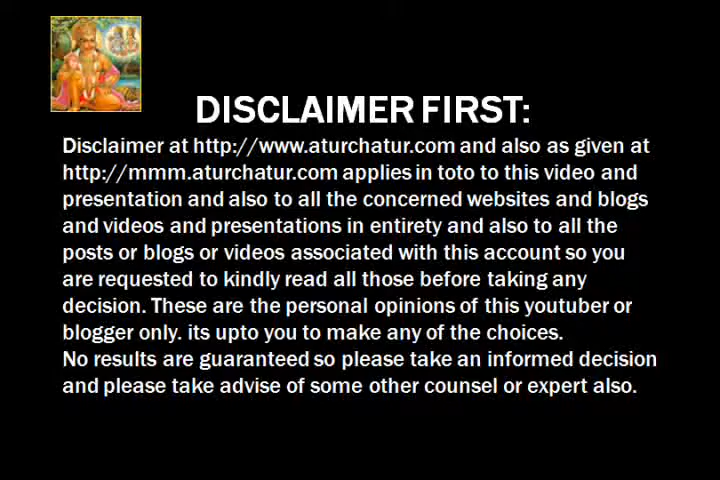 DISCLAIMER FIRST:
Disclaimer at http://www.aturchatur.com and also as given at
http://mmm.aturchatur.com applies in toto to this video and
presentation and also to all the concerned websites and blogs
and videos and presentations in entirety and also to all the
posts or blogs or videos associated with this account so you
are requested to kindly read all those before taking any
decision. These are the personal opinions of this youtuber or
blogger only. its upto you to make any of the choices.
No results are guaranteed so please take an informed decision
and please take advise of some other counsel or expert also.